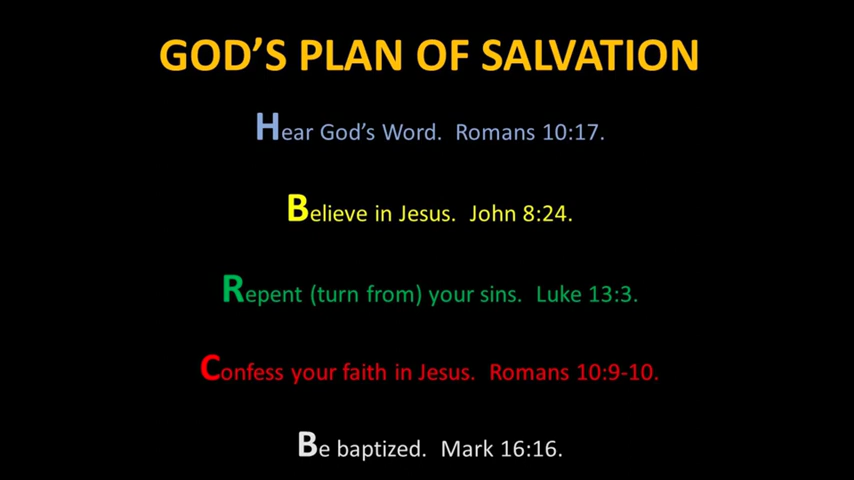 GOD’S PLAN OF SALVATION
Hear God’s Word. Romans 10:17.
Believe in Jesus. John 8:24.
Repent (turn from) your sins. Luke 13:3.
Confess your faith in Jesus. Romans 10:9-10.
Be baptized. Mark 16:16.